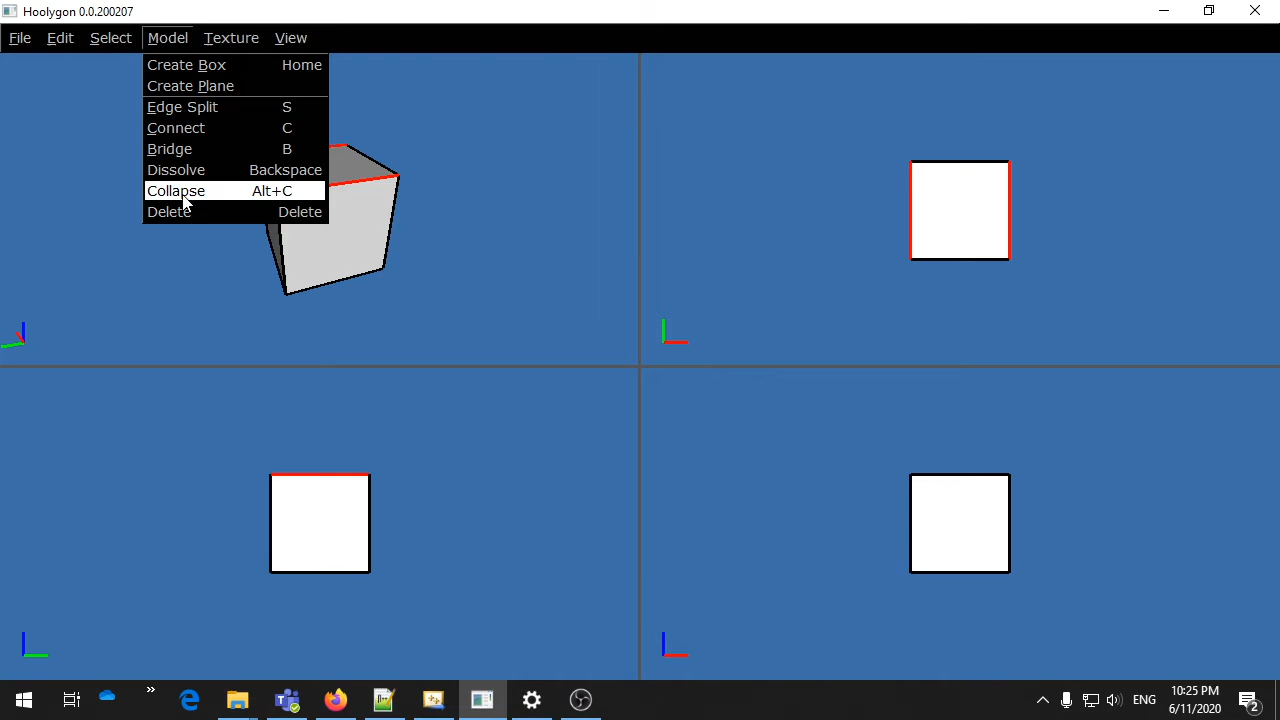 Hoolygon 0.0.200207
File Edit Select Model Texture View
Create Box Home
Create Plane
Edge Split S
Connect C
Bridge B
Dissolve Backspace
Collapse Alt+C
Delete Delete
ENG
10:25 PM
6/11/2020
2